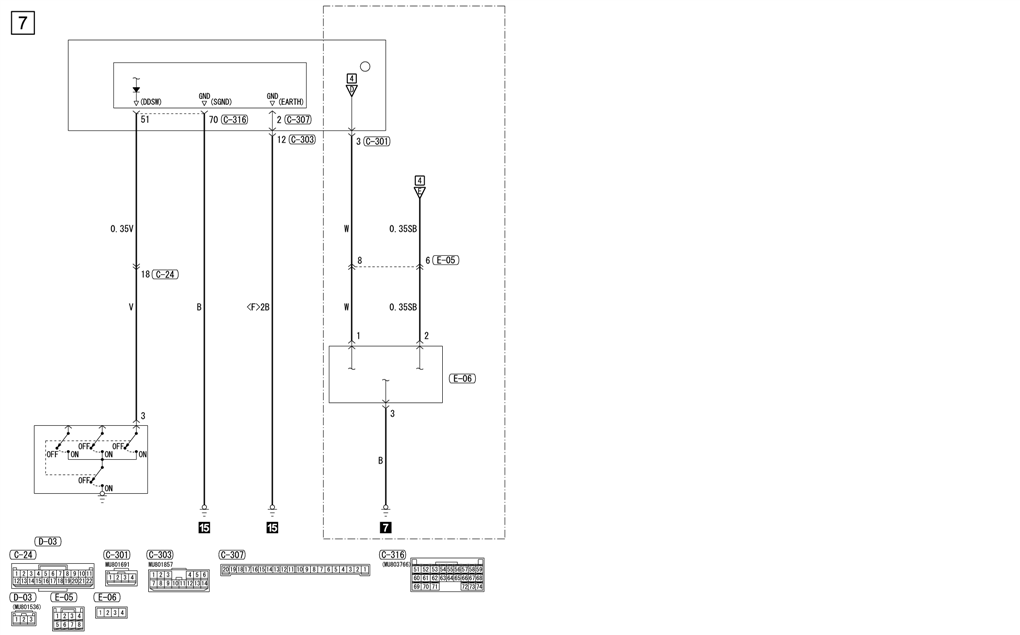 7
4
D
GND
GND
(DDSW)
(SGND)
(EARTH)
51
70
C-316
2
C-307
12
C-303
3
C-301
4
E
0.35V
W
0.35SB
8
6
E-05
18
C-24
V
B
<F>2B
W
0.35SB
1
2
E-06
3
3
OFF
OFF
OFF
OFF
ON
ON
ON
OFF
ON
B
15
15
7
D-03
C-24
C-301
C-303
C-307
C-316
MU801691
MU801857
(MU803766)
1 2 3 4 5 6 7 8 9 10 11
12 13 14 15 16 17 18 19 20 21 22
1 2 3 4
1 2 3 4 5 6
7 8 9 10 11 12 13 14
20 19 18 17 16 15 14 13 12 11 10 9 8 7 6 5 4 3 2 1
51 52 53 54 55 56 57 58 59
60 61 62 63 64 65 66 67 68
69 70 71 72 73 74
D-03
E-05
E-06
(MU801536)
1 2 3
1 2 3 4
5 6 7 8
1 2 3 4